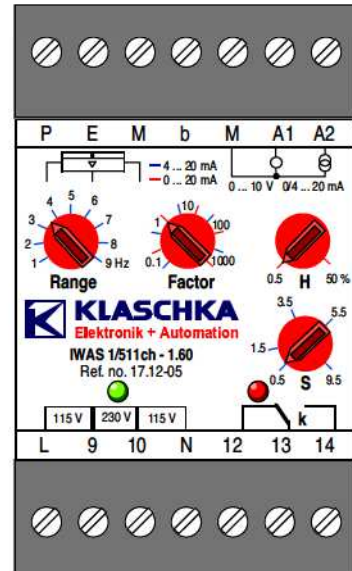 P E M b M A1 A2
4 ... 20 mA
0 ... 20 mA
0 ... 10 V 0/4 ... 20 mA
1 2 3 4 5 6 7 8 9 Hz
Range
0.1 1 10 100 1000
Factor
0.5 50 %
H
KLASCHKA
Elektronik + Automation
IWAS 1/511ch - 1.60
Ref. no. 17.12-05
0.5 1.5 3.5 5.5 9.5
S
115 V 230 V 115 V
k
L 9 10 N 12 13 14